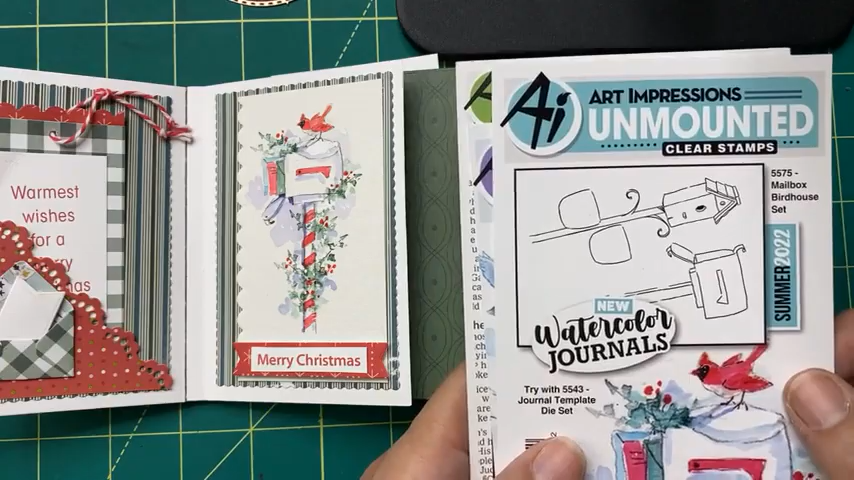 Warmest
wishes
for a
Merry Christmas
Ai
ART IMPRESSIONS
UNMOUNTED
CLEAR STAMPS
5575 -
Mailbox
Birdhouse
Set
SUMMER 2022
NEW
Watercolor
JOURNALS
Try with 5543 -
Journal Template
Die Set